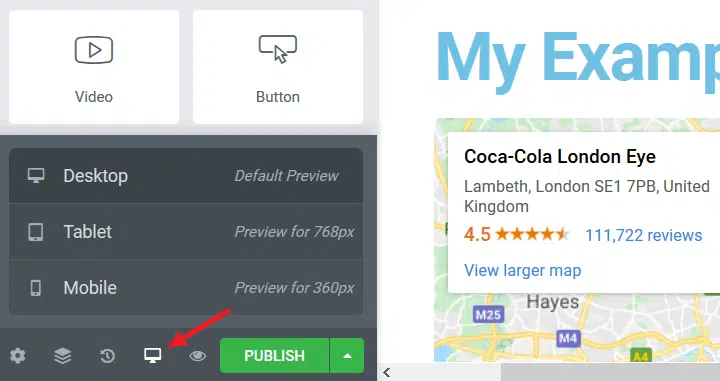 Video
Button
Desktop
Default Preview
Tablet
Preview for 768px
Mobile
Preview for 360px
PUBLISH
My Examp
Coca-Cola London Eye
Lambeth, London SE1 7PB, United
Kingdom
4.5
111,722 reviews
View larger map
Hayes
M25
M4
A4